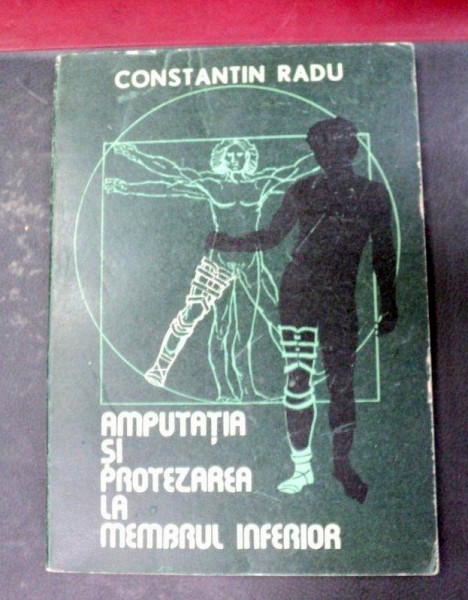 CONSTANTIN RADU
AMPUTAȚIA
ȘI
PROTEZAREA
LA
MEMBRUL INFERIOR